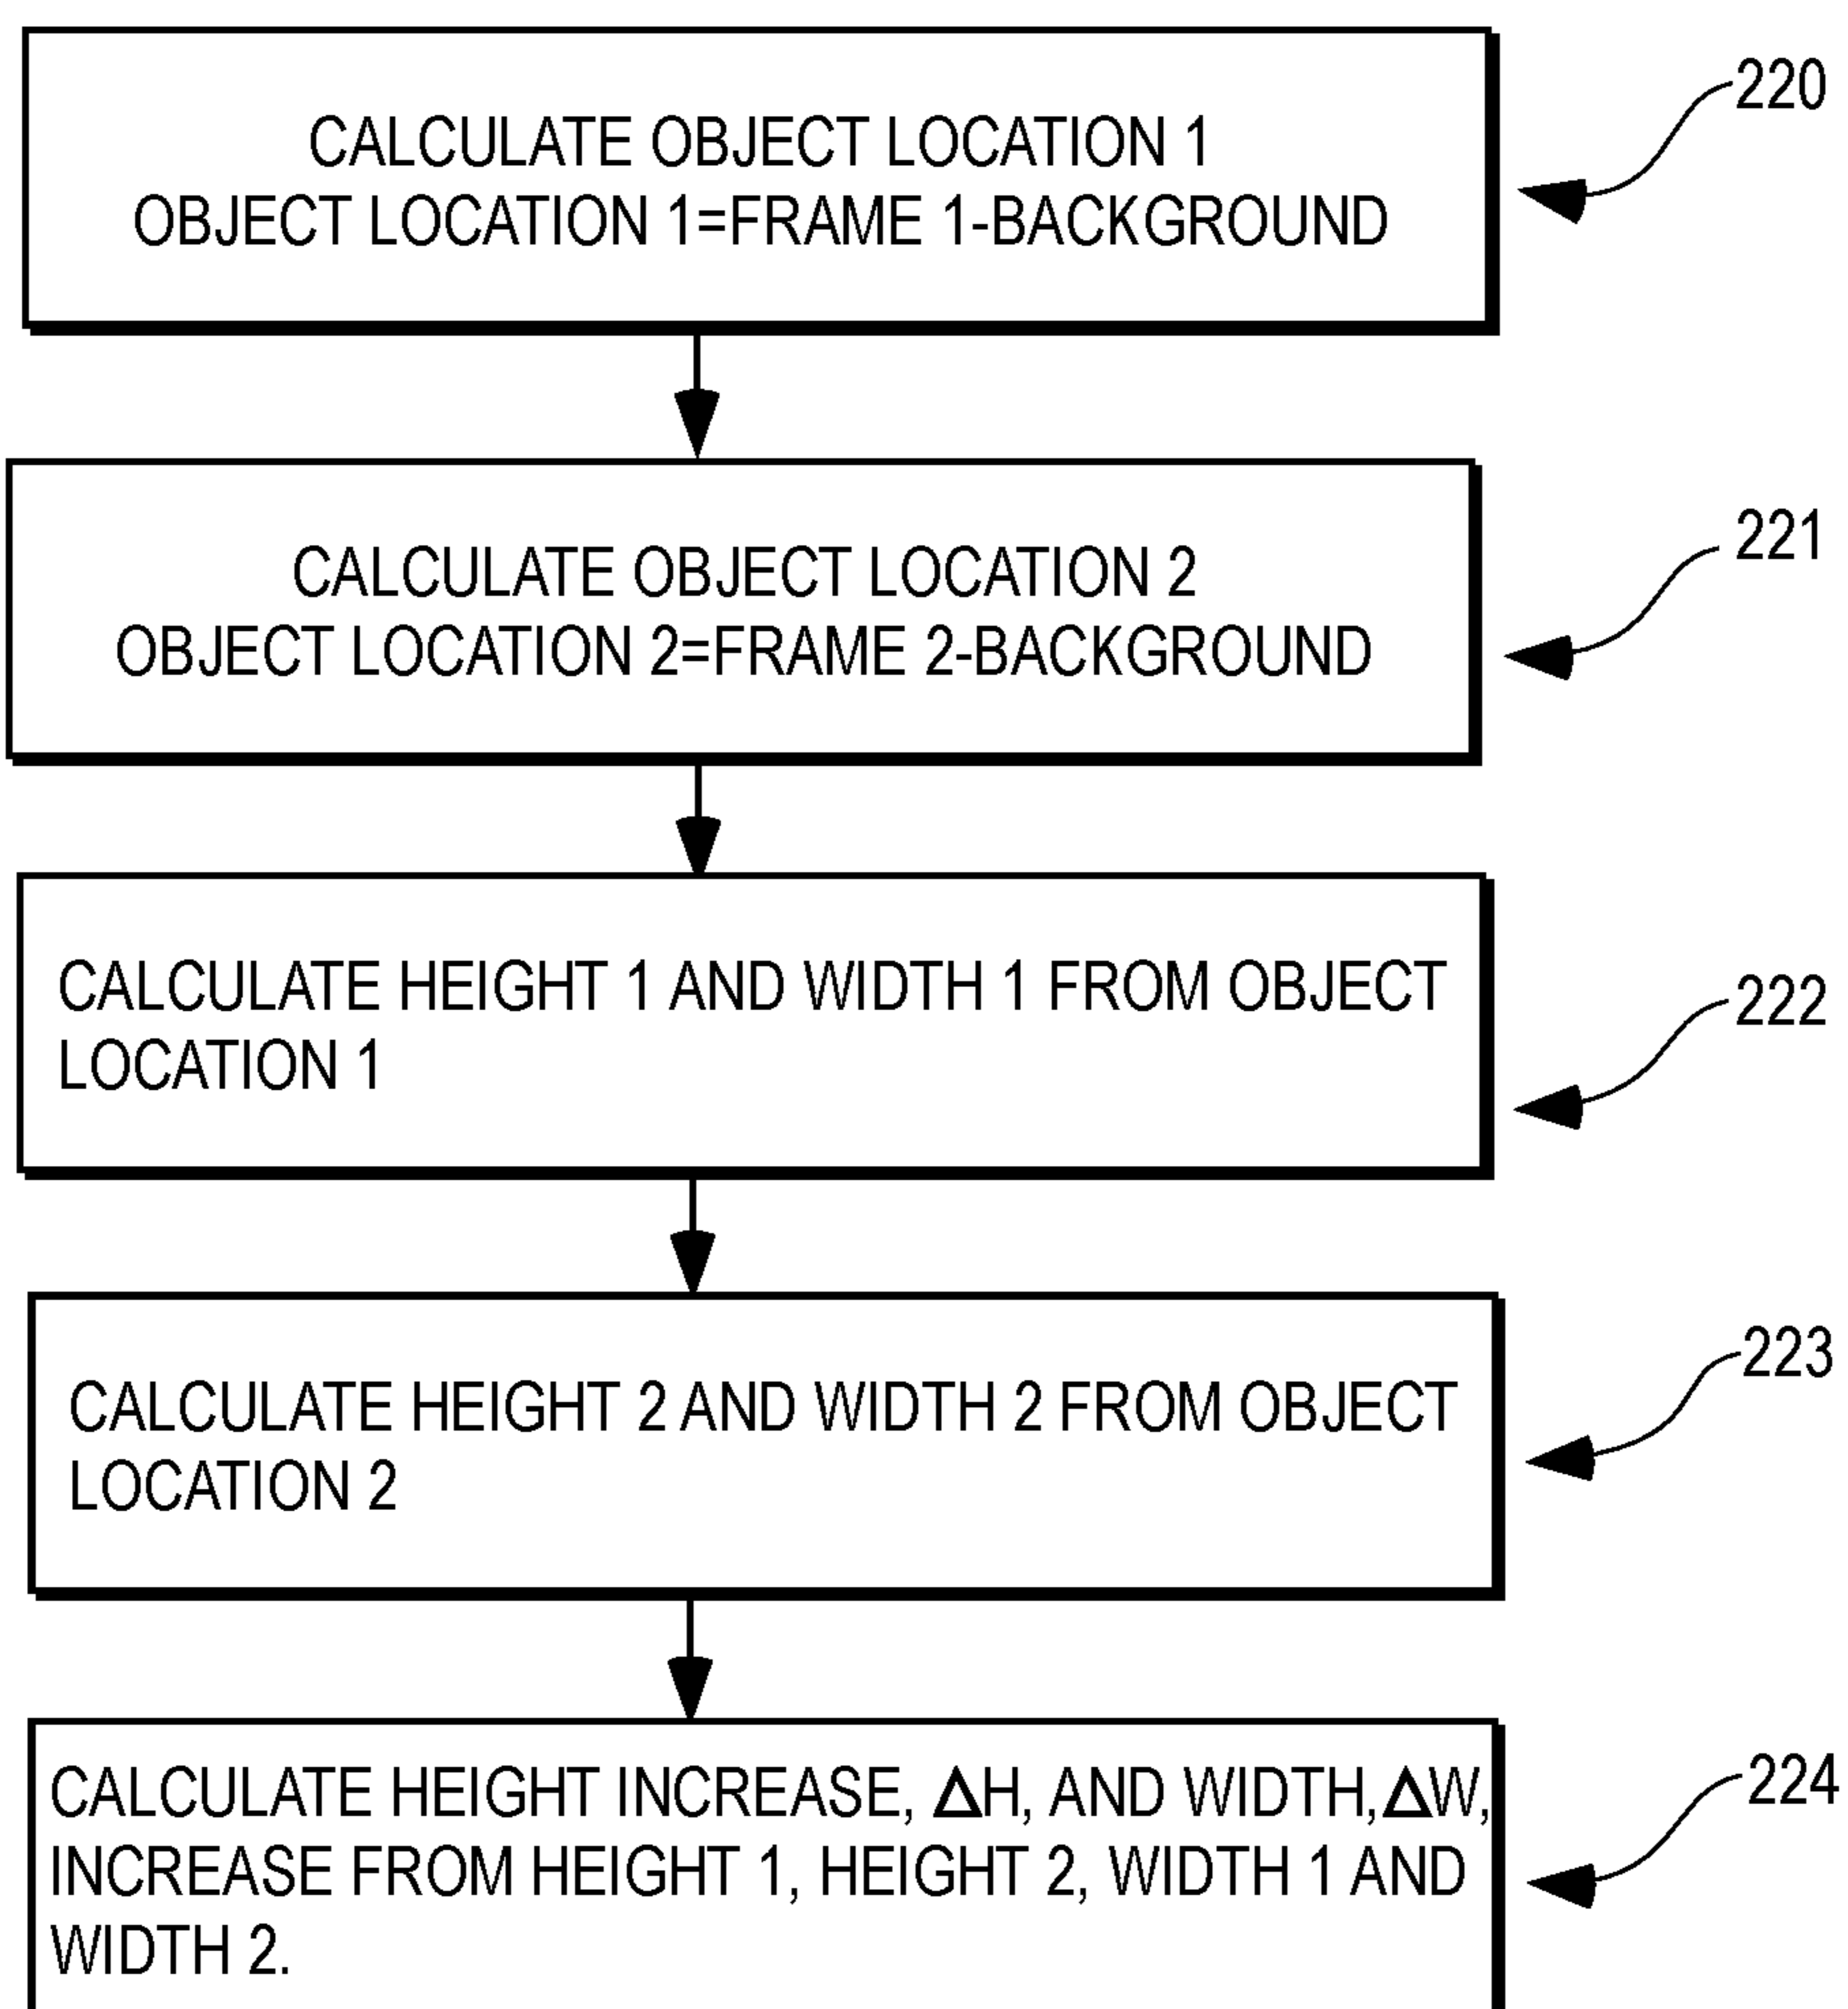 220
CALCULATE OBJECT LOCATION 1
OBJECT LOCATION 1=FRAME 1-BACKGROUND
221
CALCULATE OBJECT LOCATION 2
OBJECT LOCATION 2=FRAME 2-BACKGROUND
222
CALCULATE HEIGHT 1 AND WIDTH 1 FROM OBJECT
LOCATION 1
223
CALCULATE HEIGHT 2 AND WIDTH 2 FROM OBJECT
LOCATION 2
224
CALCULATE HEIGHT INCREASE, ΔH, AND WIDTH,ΔW,
INCREASE FROM HEIGHT 1, HEIGHT 2, WIDTH 1 AND
WIDTH 2.